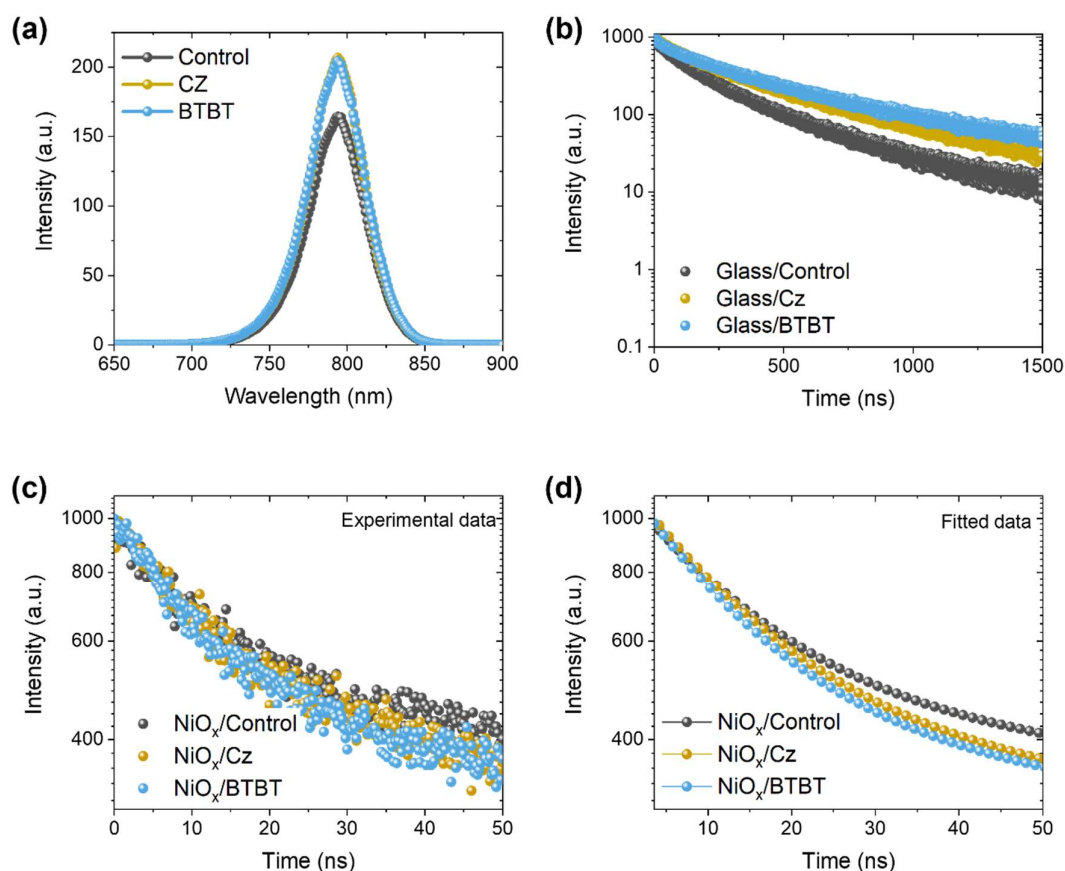 (a)
Control
CZ
BTBT
200
150
100
50
0
Intensity (a.u.)
650
700
750
800
850
900
Wavelength (nm)
(b)
1000
100
10
1
0.1
Intensity (a.u.)
Glass/Control
Glass/Cz
Glass/BTBT
0
500
1000
1500
Time (ns)
(c)
Experimental data
1000
800
600
400
Intensity (a.u.)
NiOₓ/Control
NiOₓ/Cz
NiOₓ/BTBT
0
10
20
30
40
50
Time (ns)
(d)
Fitted data
1000
800
600
400
Intensity (a.u.)
NiOₓ/Control
NiOₓ/Cz
NiOₓ/BTBT
10
20
30
40
50
Time (ns)